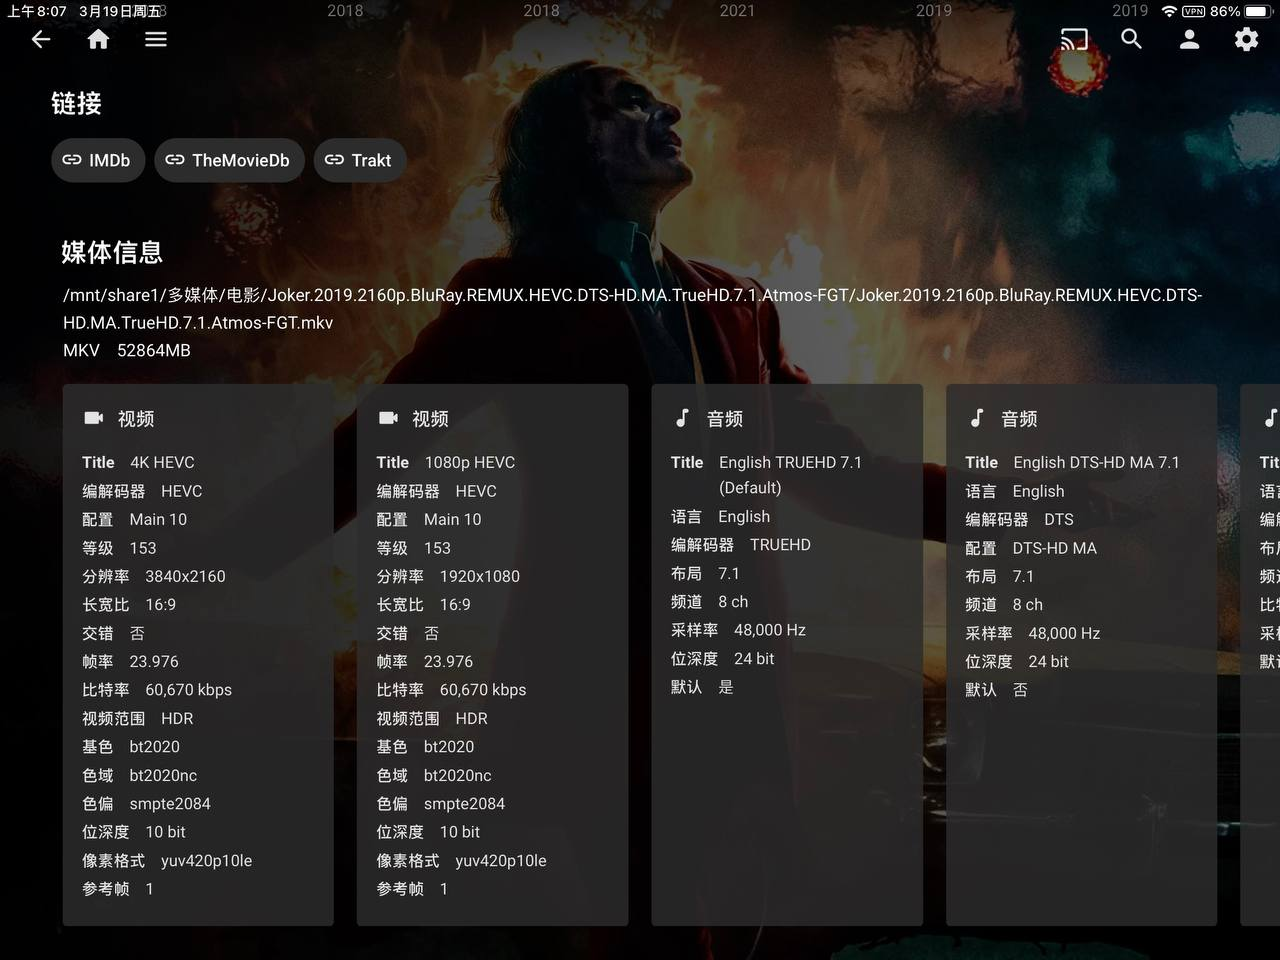 上午8:07 3月19日周五 2018 2018 2021 2019 2019 VPN 86%
链接
IMDb TheMovieDb Trakt
媒体信息
/mnt/share1/多媒体/电影/Joker.2019.2160p.BluRay.REMUX.HEVC.DTS-HD.MA.TrueHD.7.1.Atmos-FGT/Joker.2019.2160p.BluRay.REMUX.HEVC.DTS-
HD.MA.TrueHD.7.1.Atmos-FGT.mkv
MKV 52864MB
视频
Title 4K HEVC
编解码器 HEVC
配置 Main 10
等级 153
分辨率 3840x2160
长宽比 16:9
交错 否
帧率 23.976
比特率 60,670 kbps
视频范围 HDR
基色 bt2020
色域 bt2020nc
色偏 smpte2084
位深度 10 bit
像素格式 yuv420p10le
参考帧 1
视频
Title 1080p HEVC
编解码器 HEVC
配置 Main 10
等级 153
分辨率 1920x1080
长宽比 16:9
交错 否
帧率 23.976
比特率 60,670 kbps
视频范围 HDR
基色 bt2020
色域 bt2020nc
色偏 smpte2084
位深度 10 bit
像素格式 yuv420p10le
参考帧 1
音频
Title English TRUEHD 7.1
(Default)
语言 English
编解码器 TRUEHD
布局 7.1
频道 8 ch
采样率 48,000 Hz
位深度 24 bit
默认 是
音频
Title English DTS-HD MA 7.1
语言 English
编解码器 DTS
配置 DTS-HD MA
布局 7.1
频道 8 ch
采样率 48,000 Hz
位深度 24 bit
默认 否